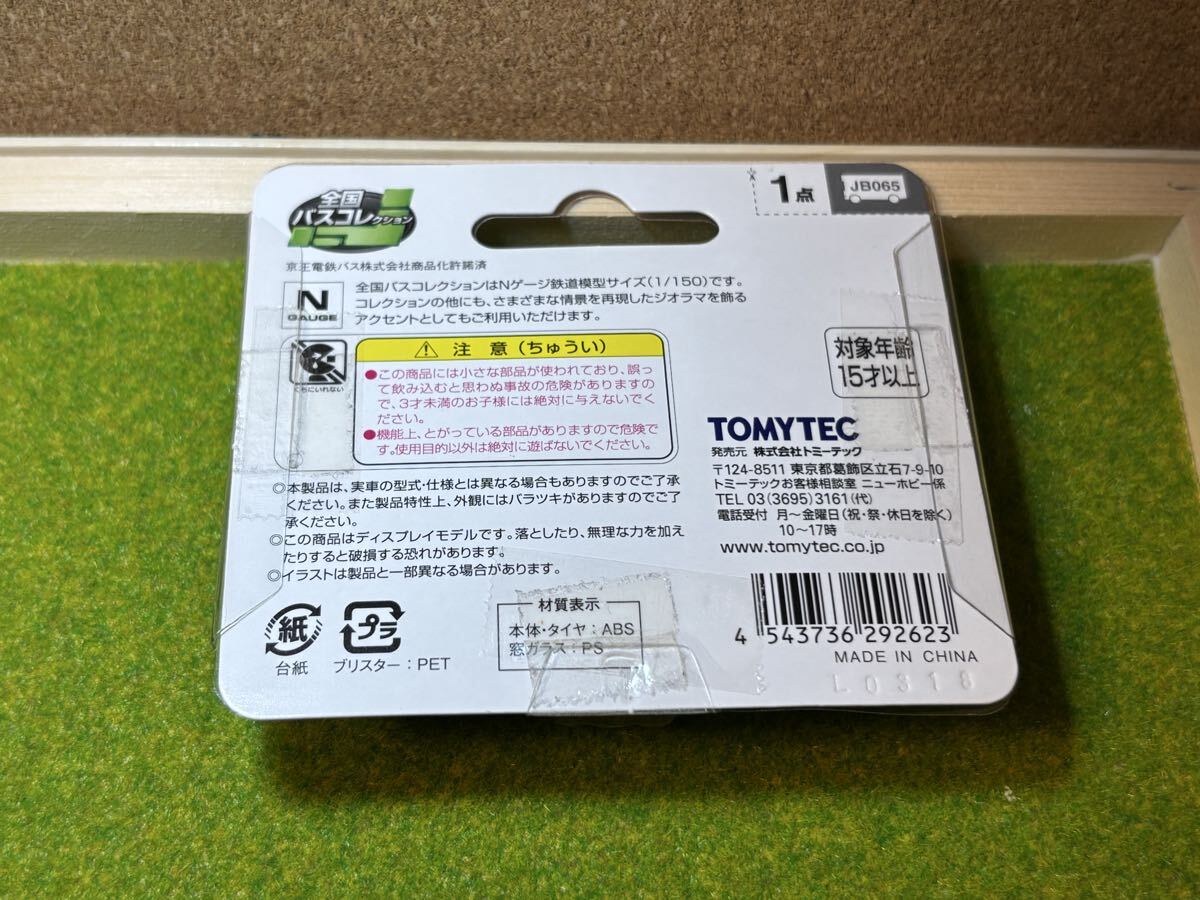 全国
バスコレクション
1点
JB065
京王電鉄バス株式会社商品化許諾済
N
GAUGE
全国バスコレクションはNゲージ鉄道模型サイズ(1/150)です。
コレクションの他にも、さまざまな情景を再現したジオラマを飾る
アクセントとしてもご利用いただけます。
くちにいれない
注 意(ちゅうい)
●この商品には小さな部品が使われており、誤っ
て飲み込むと思わぬ事故の危険がありますの
で、3才未満のお子様には絶対に与えないでく
ださい。
●機能上、とがっている部品がありますので危険で
す。使用目的以外は絶対に遊ばないでください。
◎本製品は、実車の型式・仕様とは異なる場合もありますのでご了承
ください。また製品特性上、外観にはバラツキがありますのでご了
承ください。
◎この商品はディスプレイモデルです。落としたり、無理な力を加え
たりすると破損する恐れがあります。
◎イラストは製品と一部異なる場合があります。
対象年齢
15才以上
TOMYTEC
発売元 株式会社トミーテック
〒124-8511 東京都葛飾区立石7-9-10
トミーテックお客様相談室 ニューホビー係
TEL 03(3695)3161(代)
電話受付 月〜金曜日(祝・祭・休日を除く)
10〜17時
www.tomytec.co.jp
紙
台紙
プラ
ブリスター:PET
材質表示
本体・タイヤ:ABS
窓ガラス:PS
4 543736 292623
MADE IN CHINA
L0318